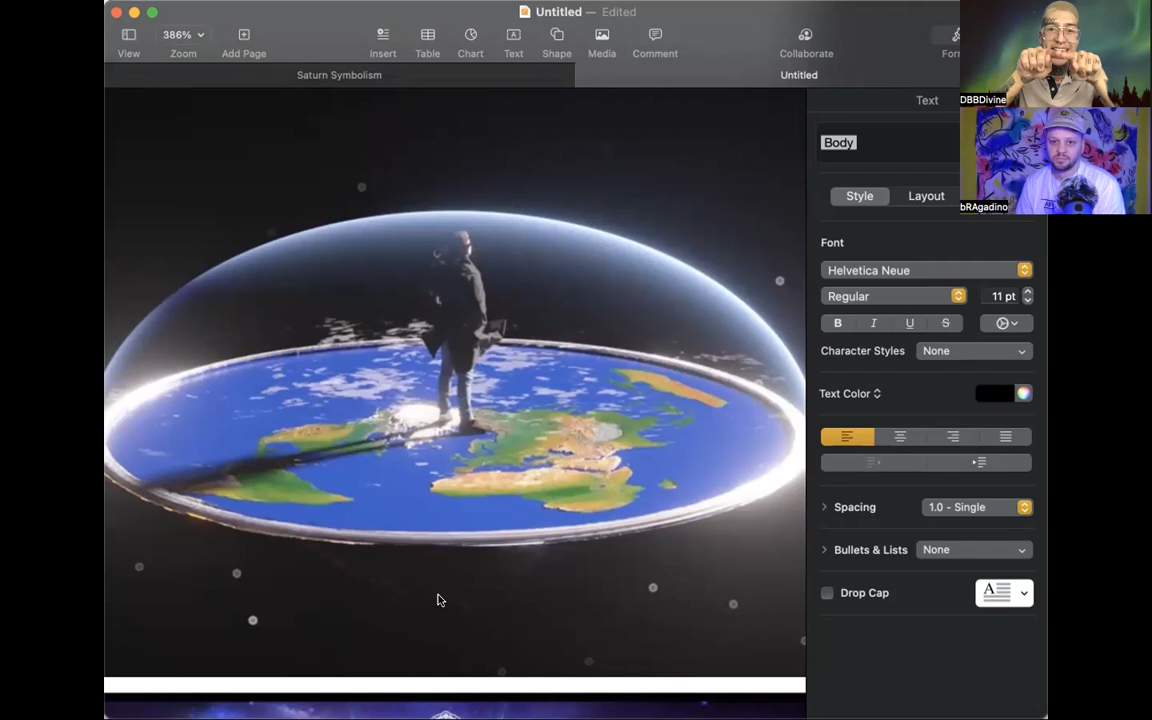 Untitled — Edited
386%
View
Zoom
Add Page
Insert
Table
Chart
Text
Shape
Media
Comment
Collaborate
Saturn Symbolism
Untitled
DBBDivine
bRAgadino
Text
Body
Style
Layout
Font
Helvetica Neue
Regular
11 pt
B I U S
Character Styles
None
Text Color
Spacing
1.0 - Single
Bullets & Lists
None
Drop Cap
A